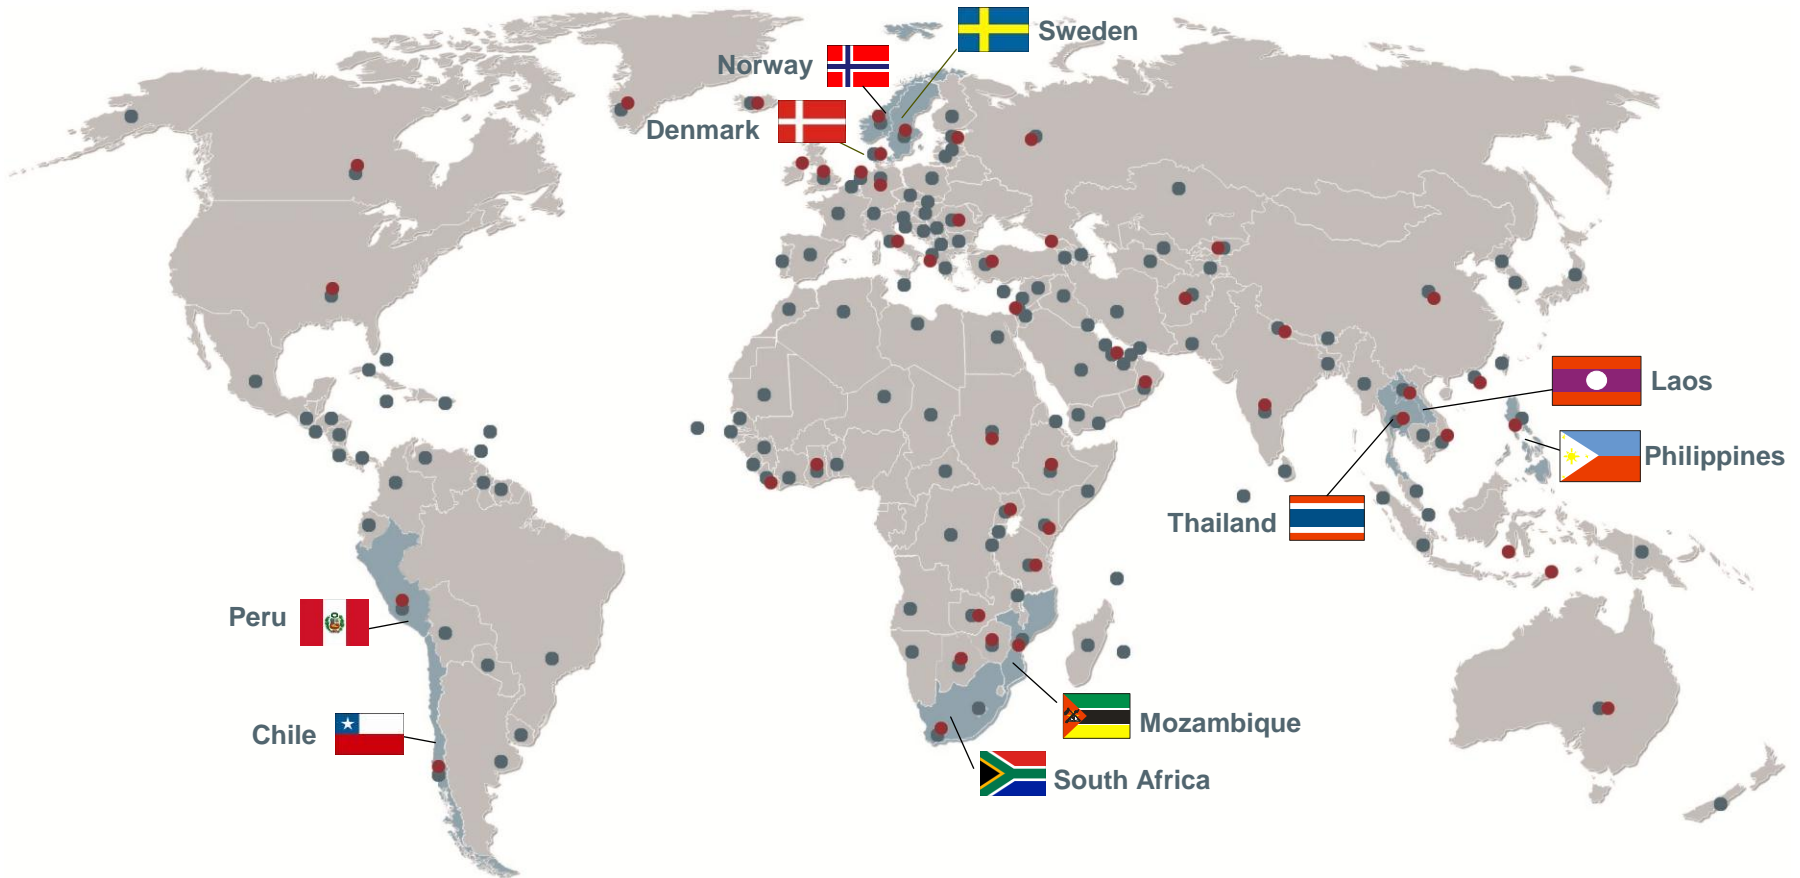 Sweden
Norway
Denmark
Laos
Philippines
Thailand
Peru
Chile
Mozambique
South Africa